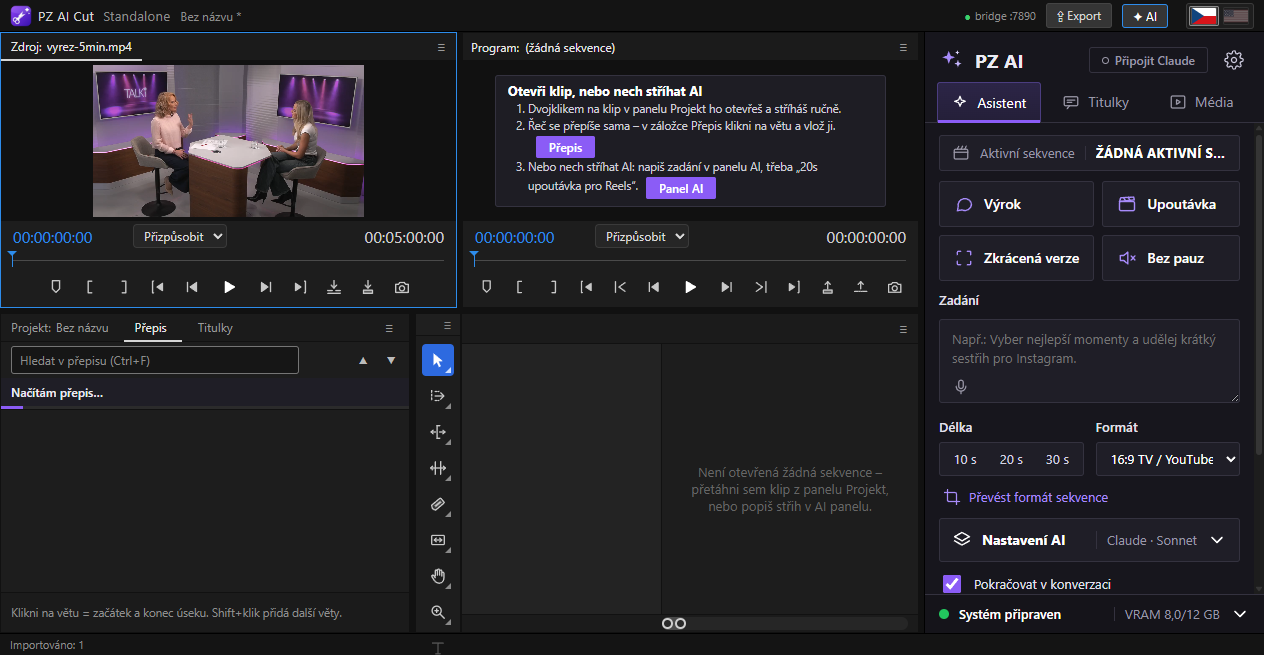 PZ AI Cut Standalone Bez názvu *
bridge :7890
Export
AI
Zdroj: vyrez-5min.mp4
TALK
00:00:00:00
Přizpůsobit
00:05:00:00
Program: (žádná sekvence)
Otevři klip, nebo nech stříhat AI
1. Dvojklikem na klip v panelu Projekt ho otevřeš a stříháš ručně.
2. Řeč se přepíše sama – v záložce Přepis klikni na větu a vlož ji.
Přepis
3. Nebo nech stříhat AI: napiš zadání v panelu AI, třeba „20s
upoutávka pro Reels“.
Panel AI
00:00:00:00
Přizpůsobit
00:00:00:00
Projekt: Bez názvu
Přepis
Titulky
Hledat v přepisu (Ctrl+F)
Načítám přepis...
Klikni na větu = začátek a konec úseku. Shift+klik přidá další věty.
Není otevřená žádná sekvence –
přetáhni sem klip z panelu Projekt,
nebo popiš střih v AI panelu.
Importováno: 1
PZ AI
Připojit Claude
Asistent
Titulky
Média
Aktivní sekvence
ŽÁDNÁ AKTIVNÍ S...
Výrok
Upoutávka
Zkrácená verze
Bez pauz
Zadání
Např.: Vyber nejlepší momenty a udělej krátký
sestřih pro Instagram.
Délka
Formát
10 s
20 s
30 s
16:9 TV / YouTube
Převést formát sekvence
Nastavení AI
Claude · Sonnet
Pokračovat v konverzaci
Systém připraven
VRAM 8,0/12 GB